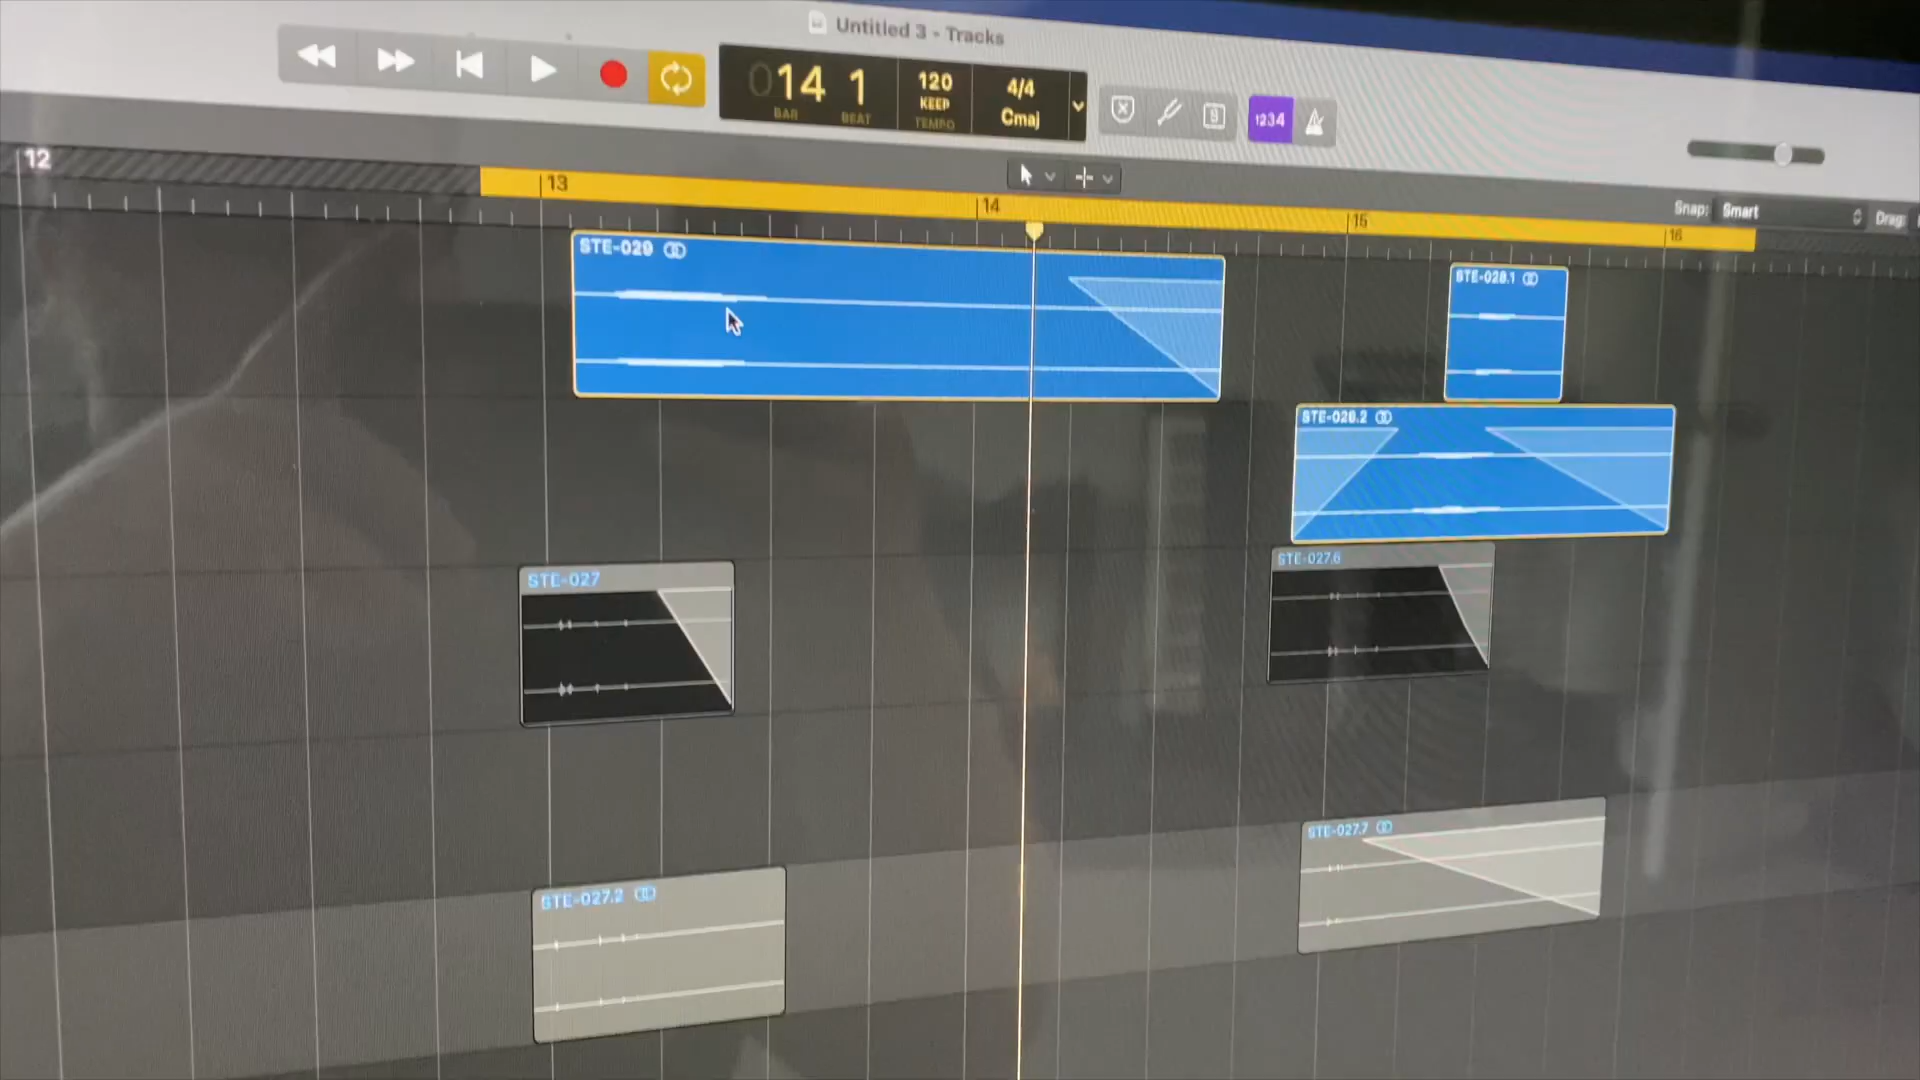 Untitled 3 - Tracks
014 1
BAR BEAT
120
KEEP
TEMPO
4/4
Cmaj
1234
12
13
14
15
16
Snap: Smart
Drag:
STE-029
STE-028.1
STE-028.2
STE-027
STE-027.6
STE-027.7
STE-027.2